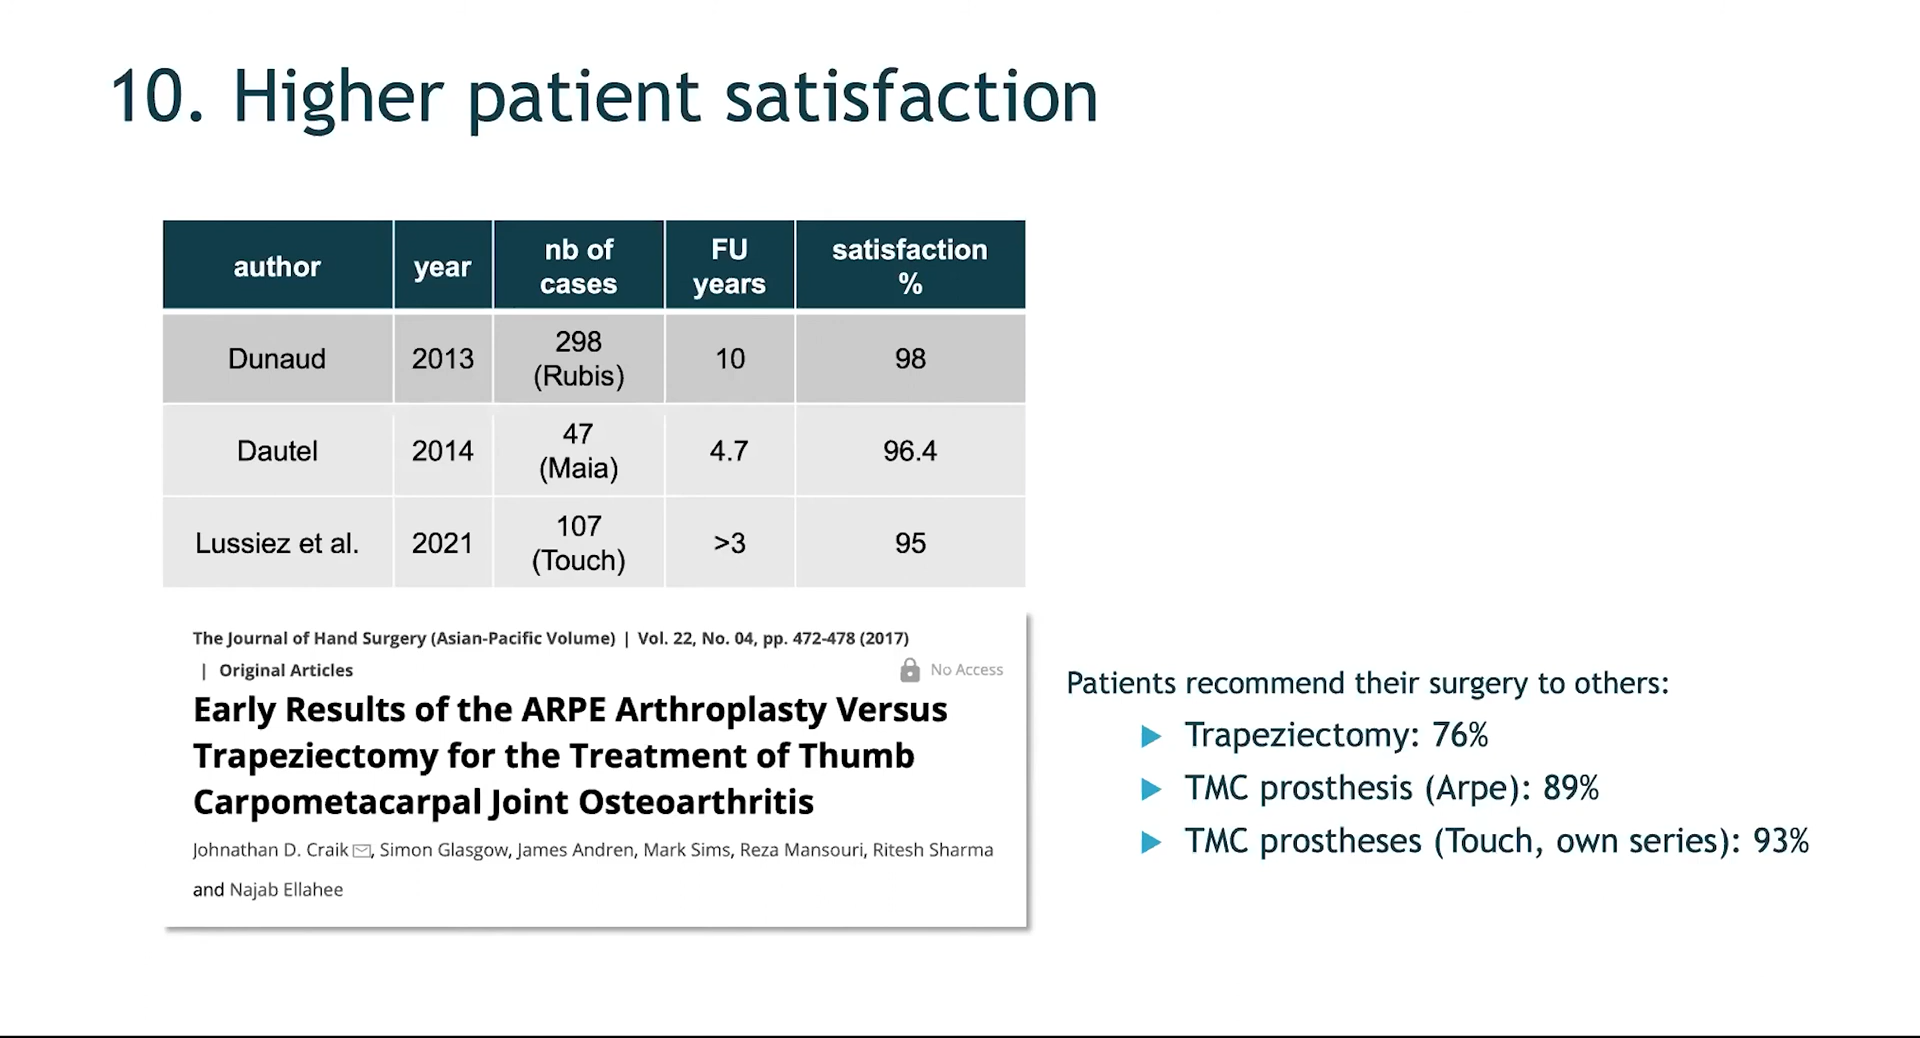 10. Higher patient satisfaction
author year nb of cases FU years satisfaction %
Dunaud 2013 298 (Rubis) 10 98
Dautel 2014 47 (Maia) 4.7 96.4
Lussiez et al. 2021 107 (Touch) >3 95
The Journal of Hand Surgery (Asian-Pacific Volume) | Vol. 22, No. 04, pp. 472-478 (2017)
| Original Articles No Access
Early Results of the ARPE Arthroplasty Versus
Trapeziectomy for the Treatment of Thumb
Carpometacarpal Joint Osteoarthritis
Johnathan D. Craik, Simon Glasgow, James Andren, Mark Sims, Reza Mansouri, Ritesh Sharma
and Najab Ellahee
Patients recommend their surgery to others:
Trapeziectomy: 76%
TMC prosthesis (Arpe): 89%
TMC prostheses (Touch, own series): 93%